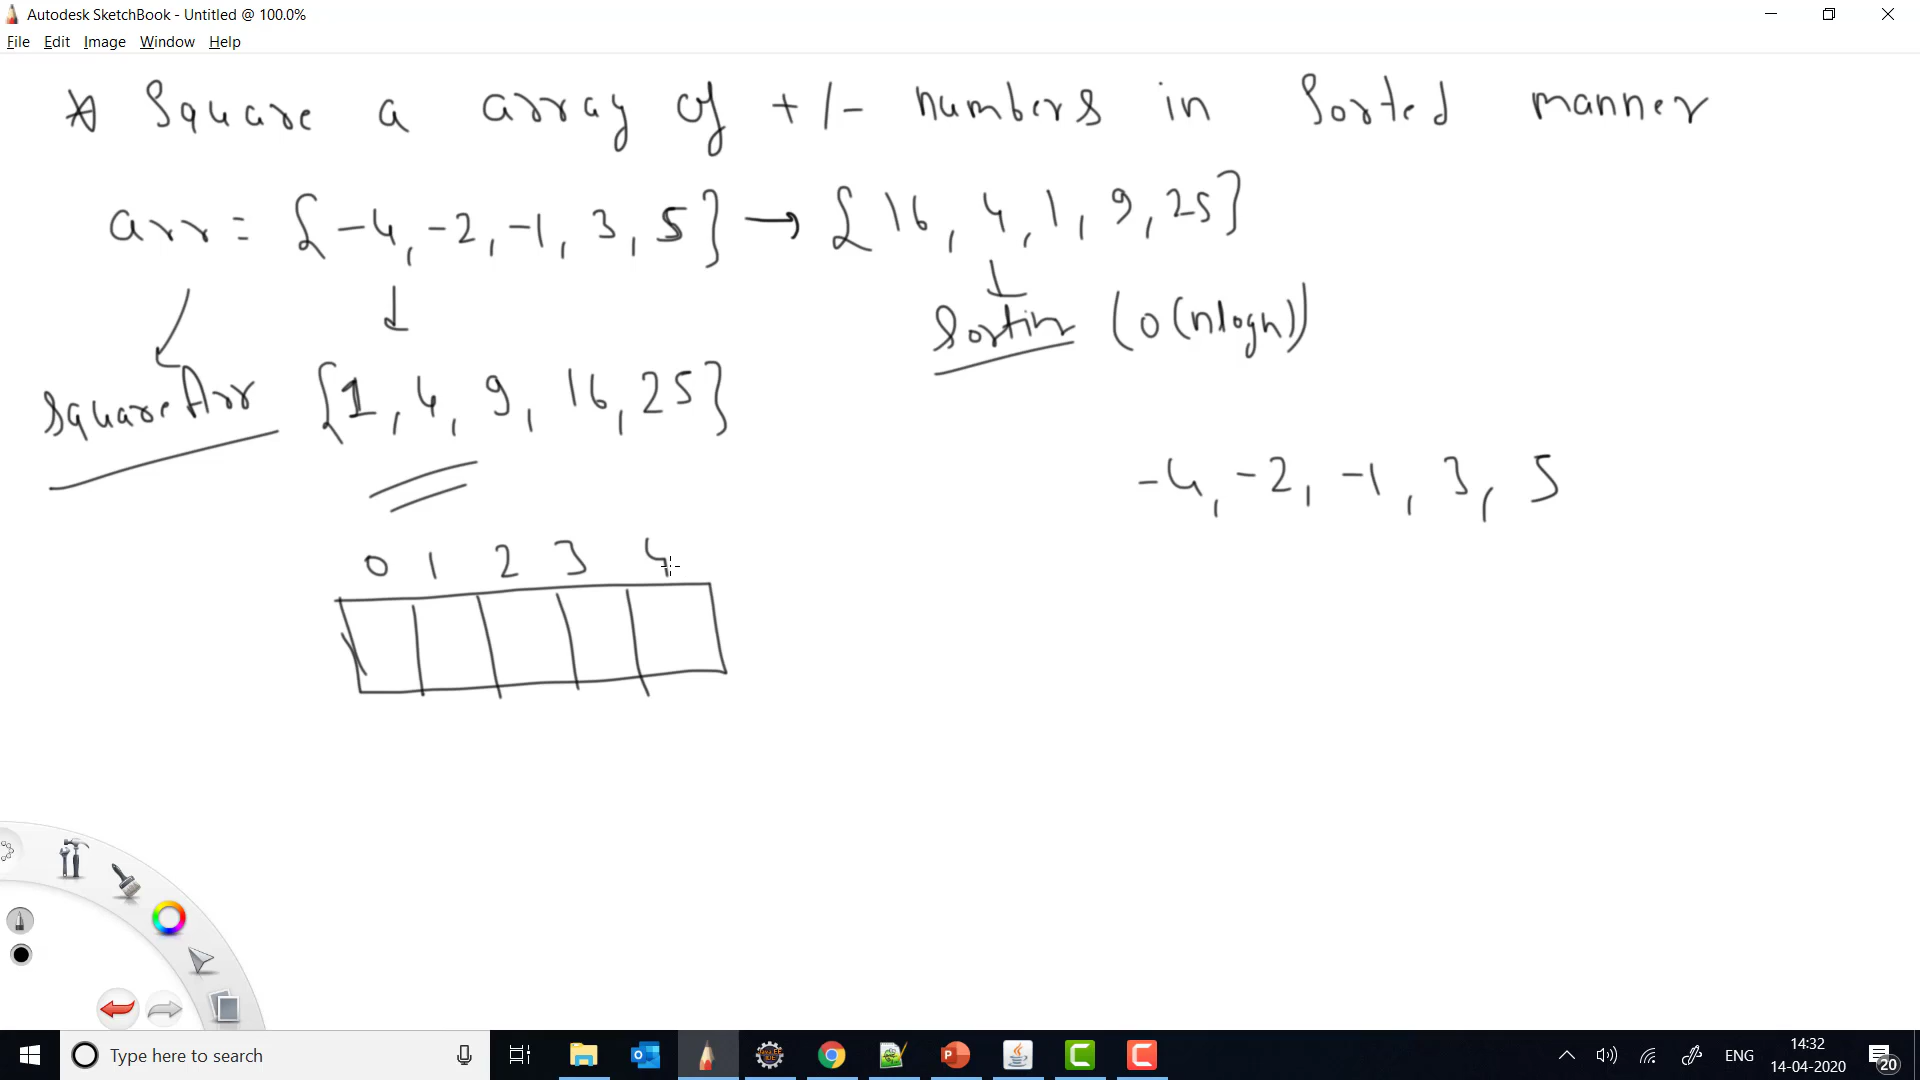 Autodesk SketchBook - Untitled @ 100.0%
File Edit Image Window Help
* Square a array of +/- numbers in Sorted manner
arr = {-4, -2, -1, 3, 5} → {16, 4, 1, 9, 25}
Sortin (O(nlogn))
SquareArr {1, 4, 9, 16, 25}
-4, -2, -1, 3, 5
0 1 2 3 4
Type here to search
ENG
14:32
14-04-2020
20